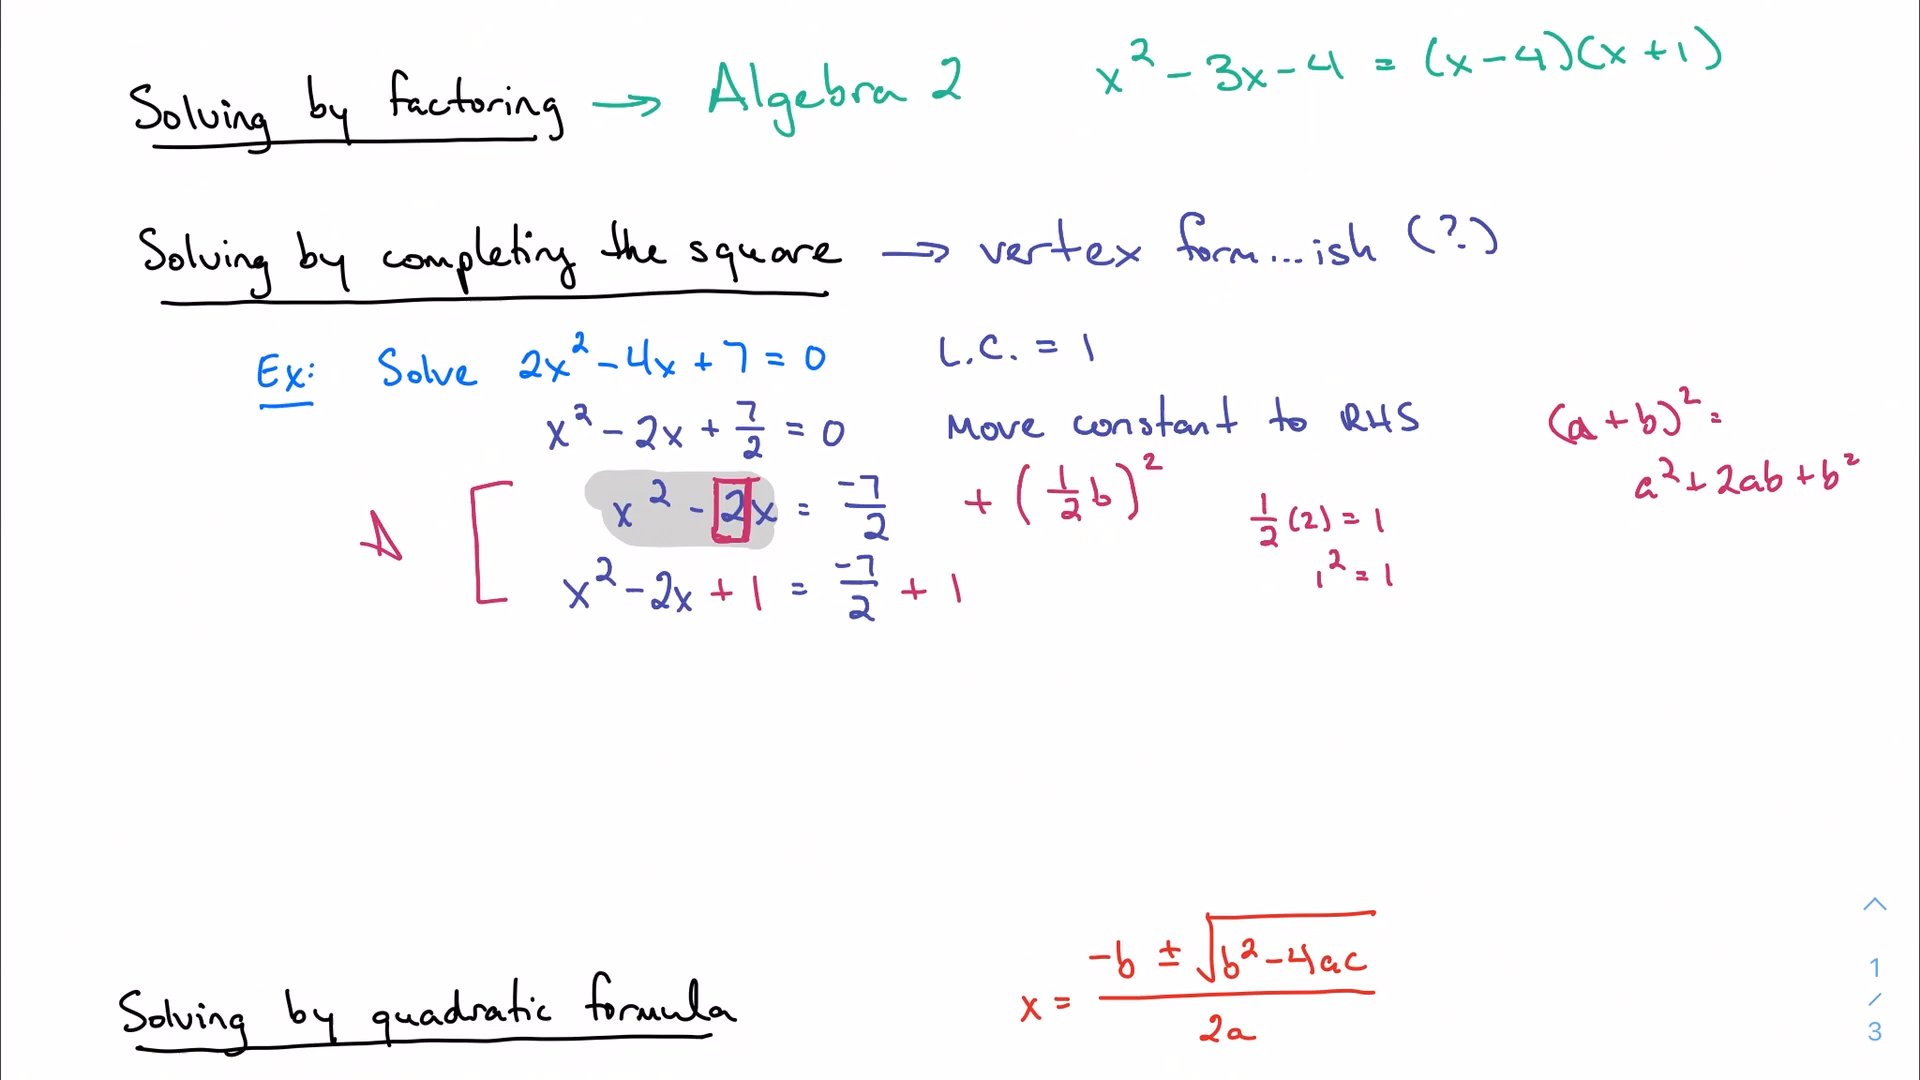 Solving by factoring → Algebra 2 x² - 3x - 4 = (x - 4)(x + 1)
Solving by completing the square → vertex form...ish (?)
Ex: Solve 2x² - 4x + 7 = 0 L.C. = 1
x² - 2x + 7/2 = 0 Move constant to RHS (a + b)² =
a² + 2ab + b²
x² - 2x = -7/2 + (1/2 b)² 1/2 (2) = 1
1² = 1
x² - 2x + 1 = -7/2 + 1
Solving by quadratic formula x = (-b ± √(b² - 4ac))/2a
1
/
3